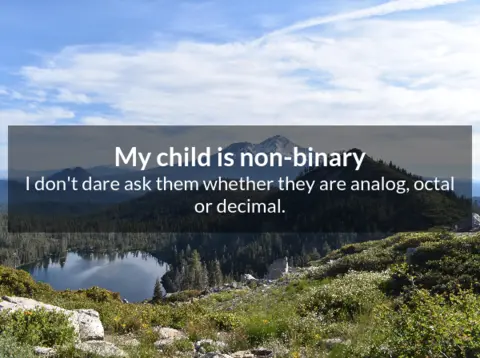 My child is non-binary
I don't dare ask them whether they are analog, octal
or decimal.